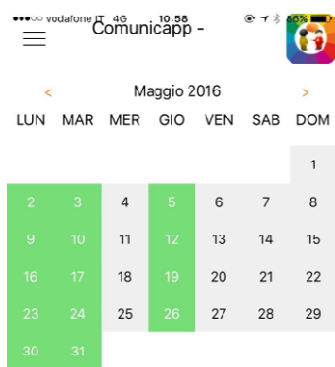 vodafone IT 4G 10:58 60%
Comunicapp -
< Maggio 2016 >
LUN MAR MER GIO VEN SAB DOM
1
2 3 4 5 6 7 8
9 10 11 12 13 14 15
16 17 18 19 20 21 22
23 24 25 26 27 28 29
30 31